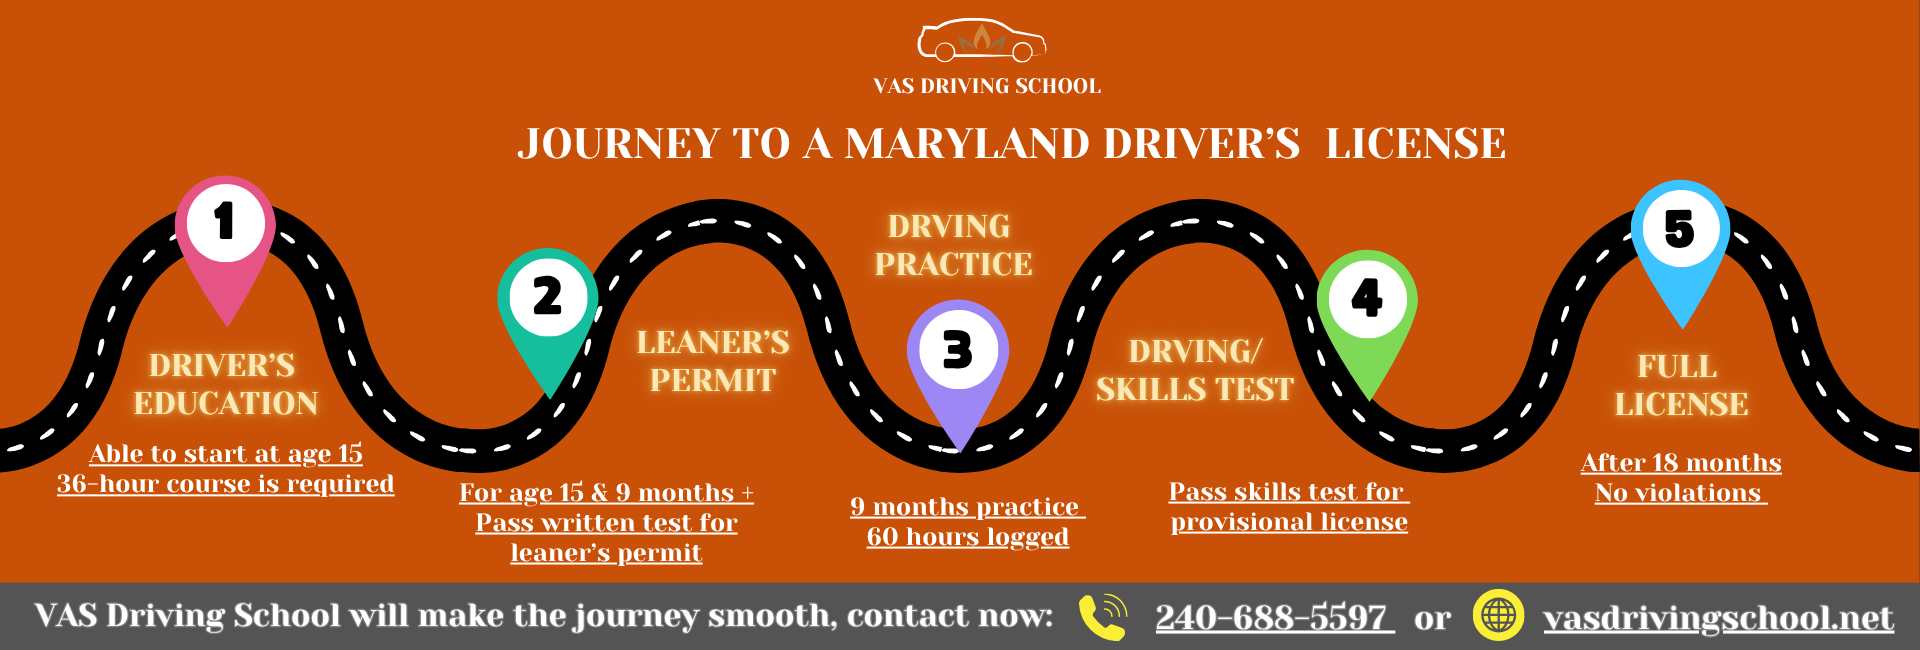 VAS DRIVING SCHOOL
JOURNEY TO A MARYLAND DRIVER'S LICENSE
1
DRIVER'S
EDUCATION
Able to start at age 15
36-hour course is required
2
LEANER'S
PERMIT
For age 15 & 9 months +
Pass written test for
leaner's permit
DRVING
PRACTICE
3
9 months practice
60 hours logged
4
DRVING/
SKILLS TEST
Pass skills test for
provisional license
5
FULL
LICENSE
After 18 months
No violations
VAS Driving School will make the journey smooth, contact now: 240-688-5597 or vasdrivingschool.net